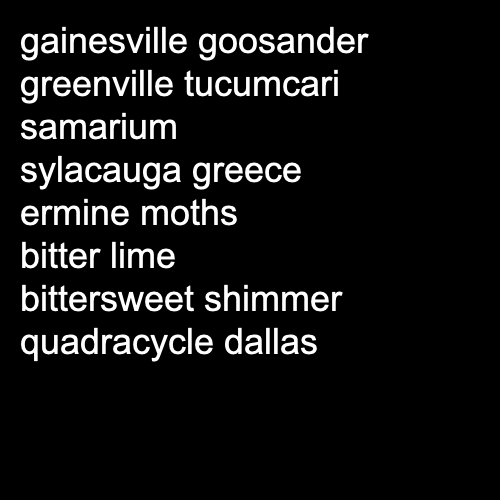 gainesville goosander
greenville tucumcari
samarium
sylacauga greece
ermine moths
bitter lime
bittersweet shimmer
quadracycle dallas